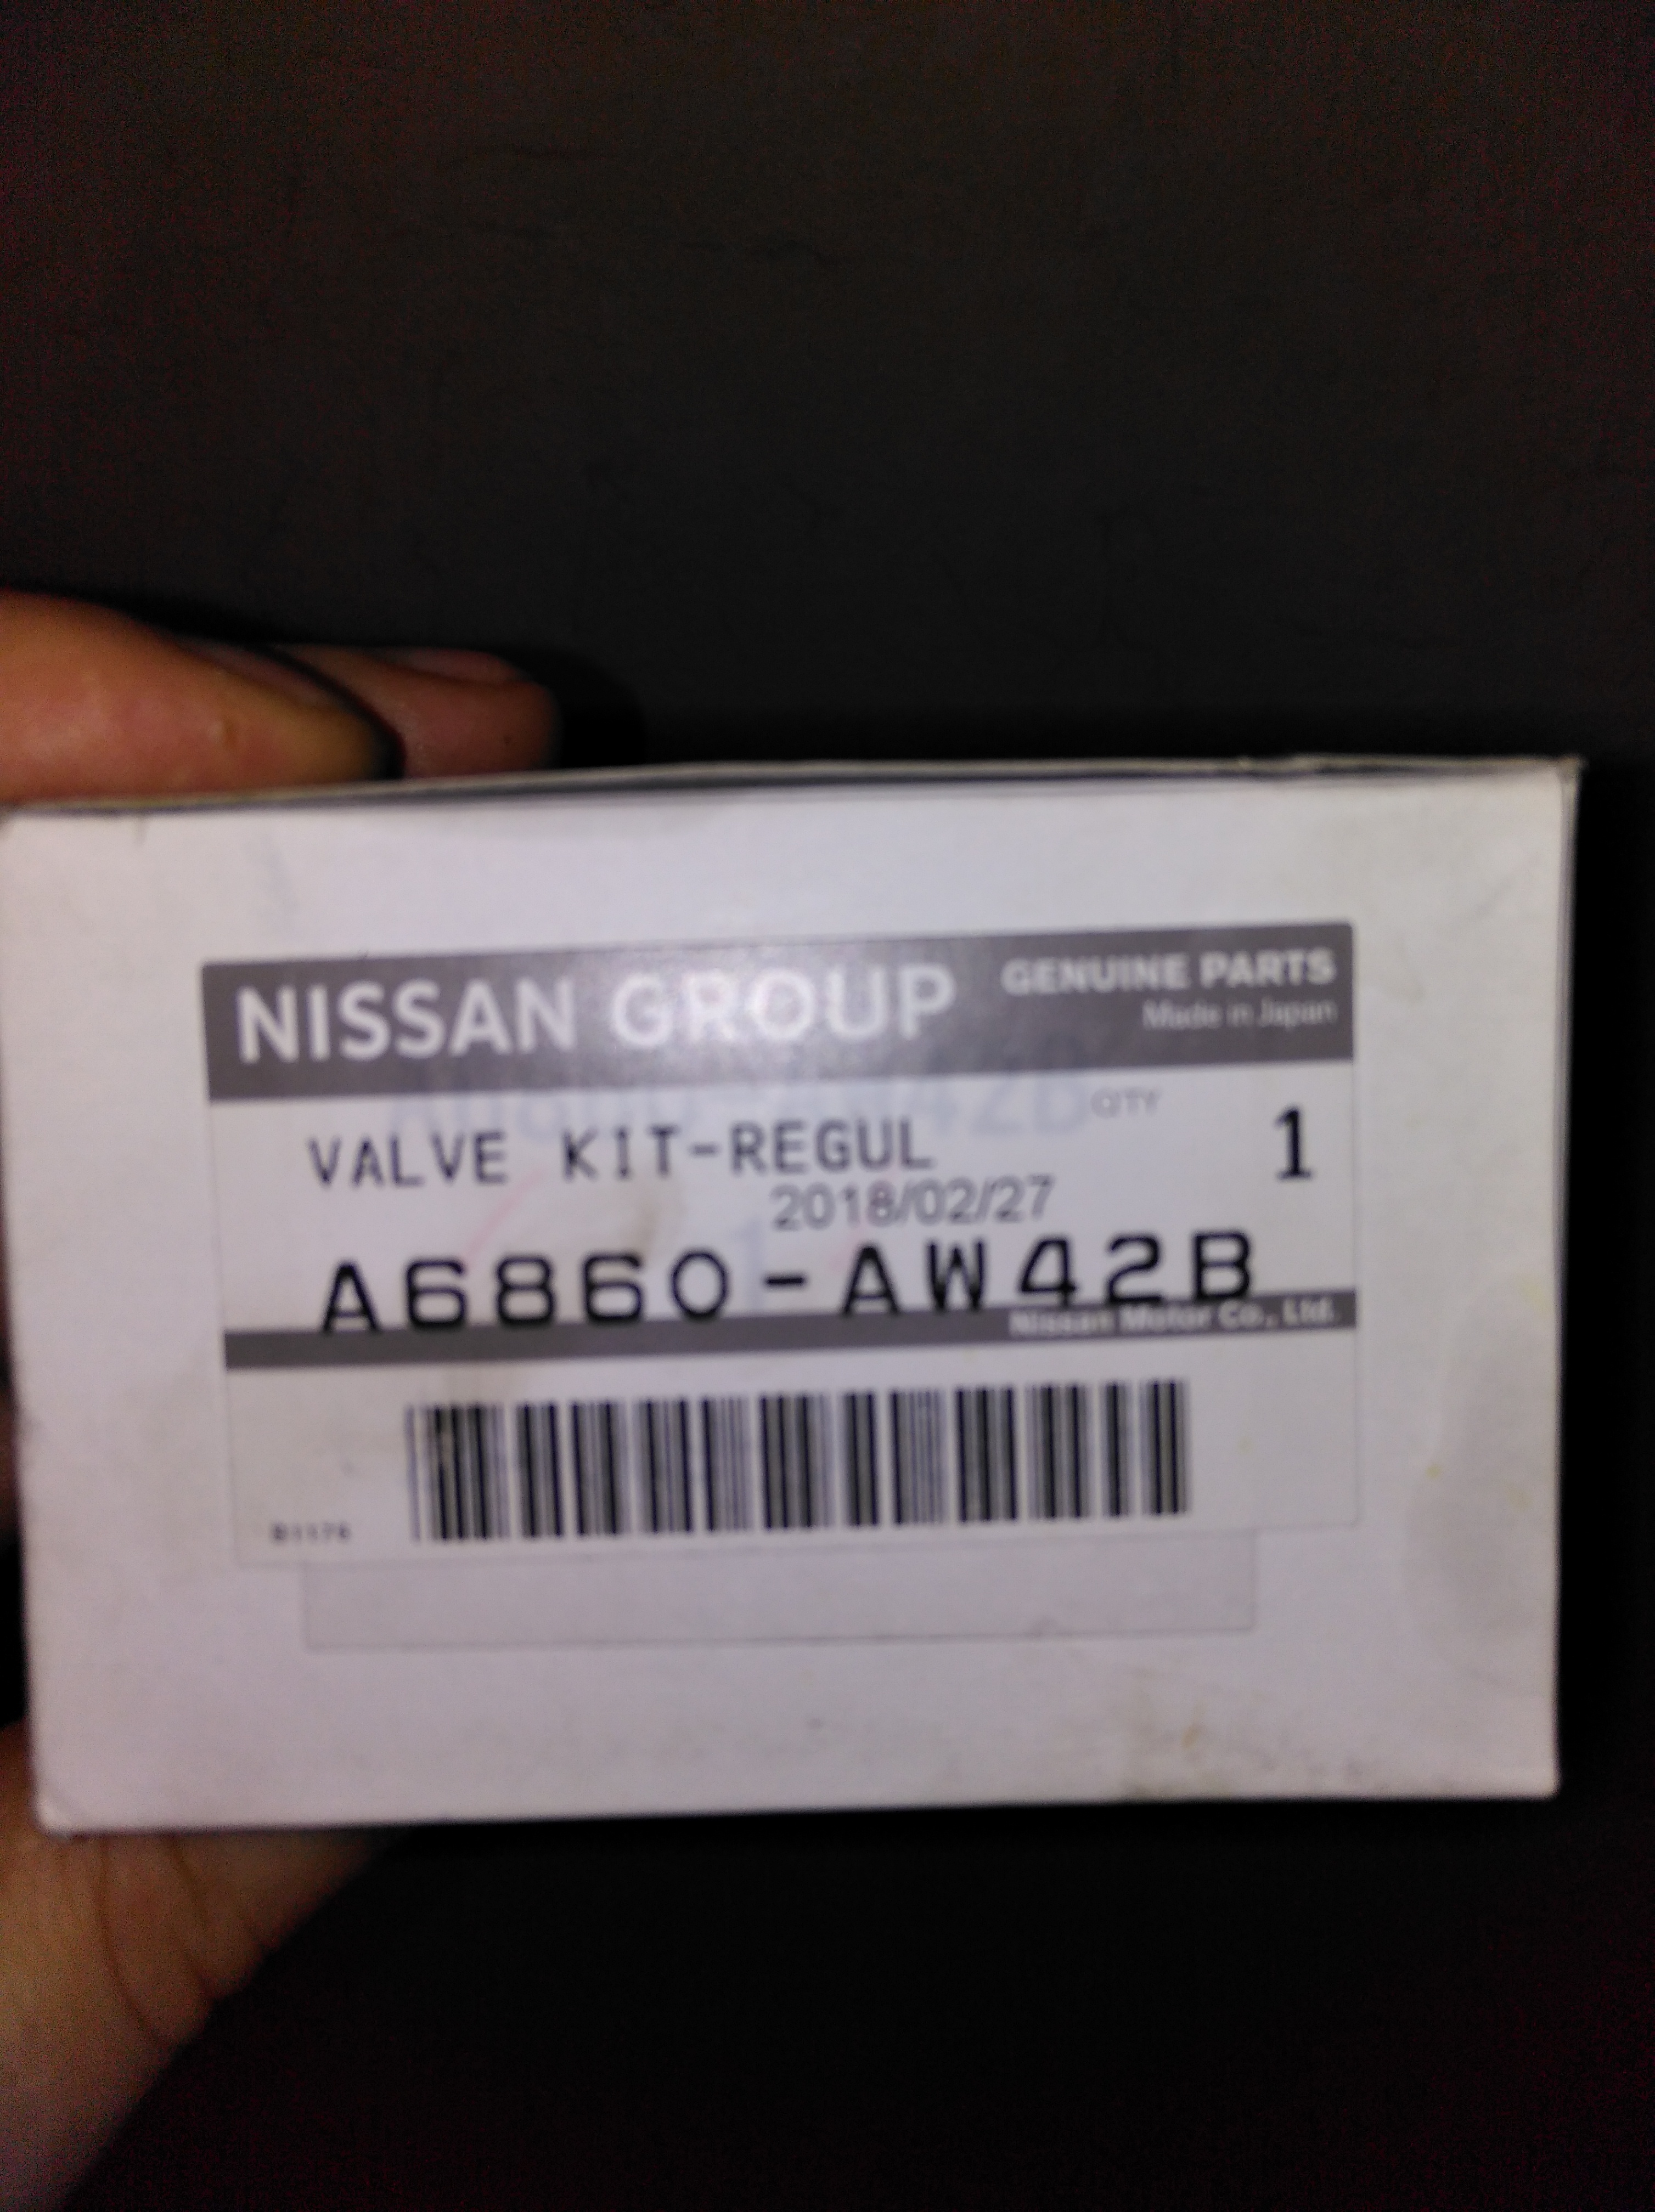 NISSAN GROUP GENUINE PARTS
Made in Japan
QTY
VALVE KIT-REGUL 1
2018/02/27
A6860-AW42B
Nissan Motor Co., Ltd.